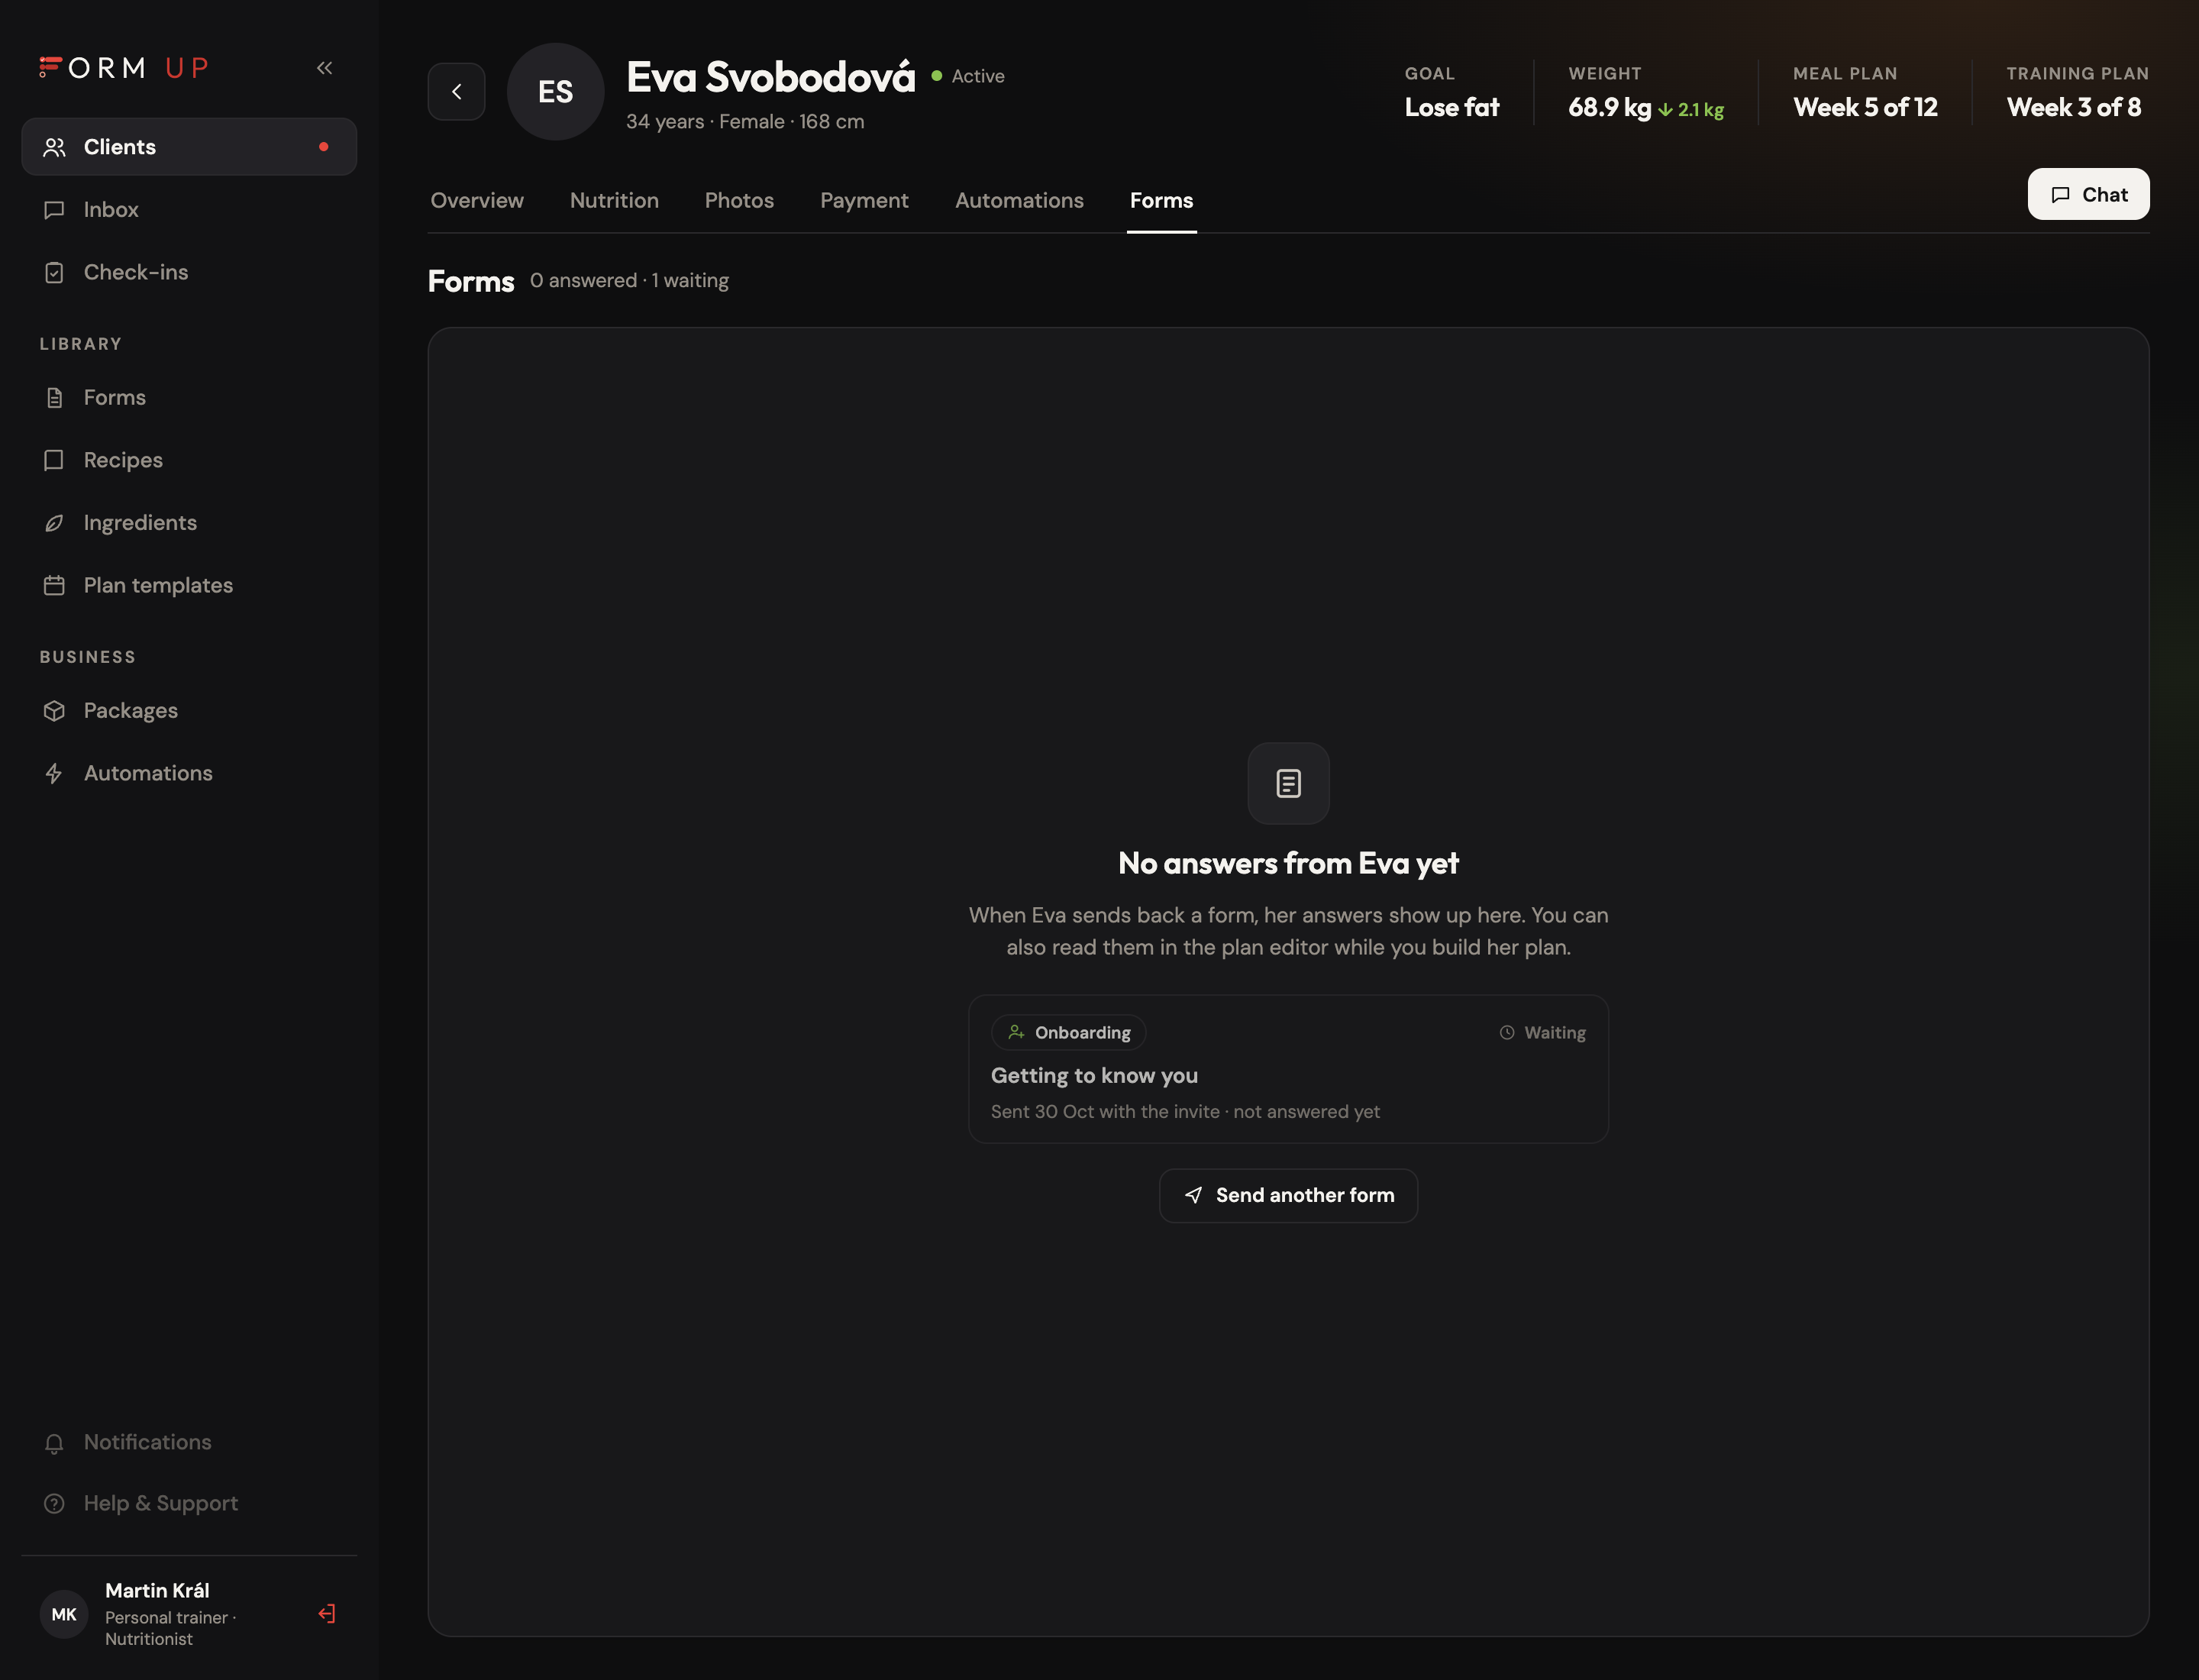 FORM UP
Clients
Inbox
Check-ins
LIBRARY
Forms
Recipes
Ingredients
Plan templates
BUSINESS
Packages
Automations
Notifications
Help & Support
MK
Martin Král
Personal trainer ·
Nutritionist
ES
Eva Svobodová
Active
34 years · Female · 168 cm
GOAL
Lose fat
WEIGHT
68.9 kg ↓ 2.1 kg
MEAL PLAN
Week 5 of 12
TRAINING PLAN
Week 3 of 8
Overview
Nutrition
Photos
Payment
Automations
Forms
Chat
Forms
0 answered · 1 waiting
No answers from Eva yet
When Eva sends back a form, her answers show up here. You can
also read them in the plan editor while you build her plan.
Onboarding
Waiting
Getting to know you
Sent 30 Oct with the invite · not answered yet
Send another form